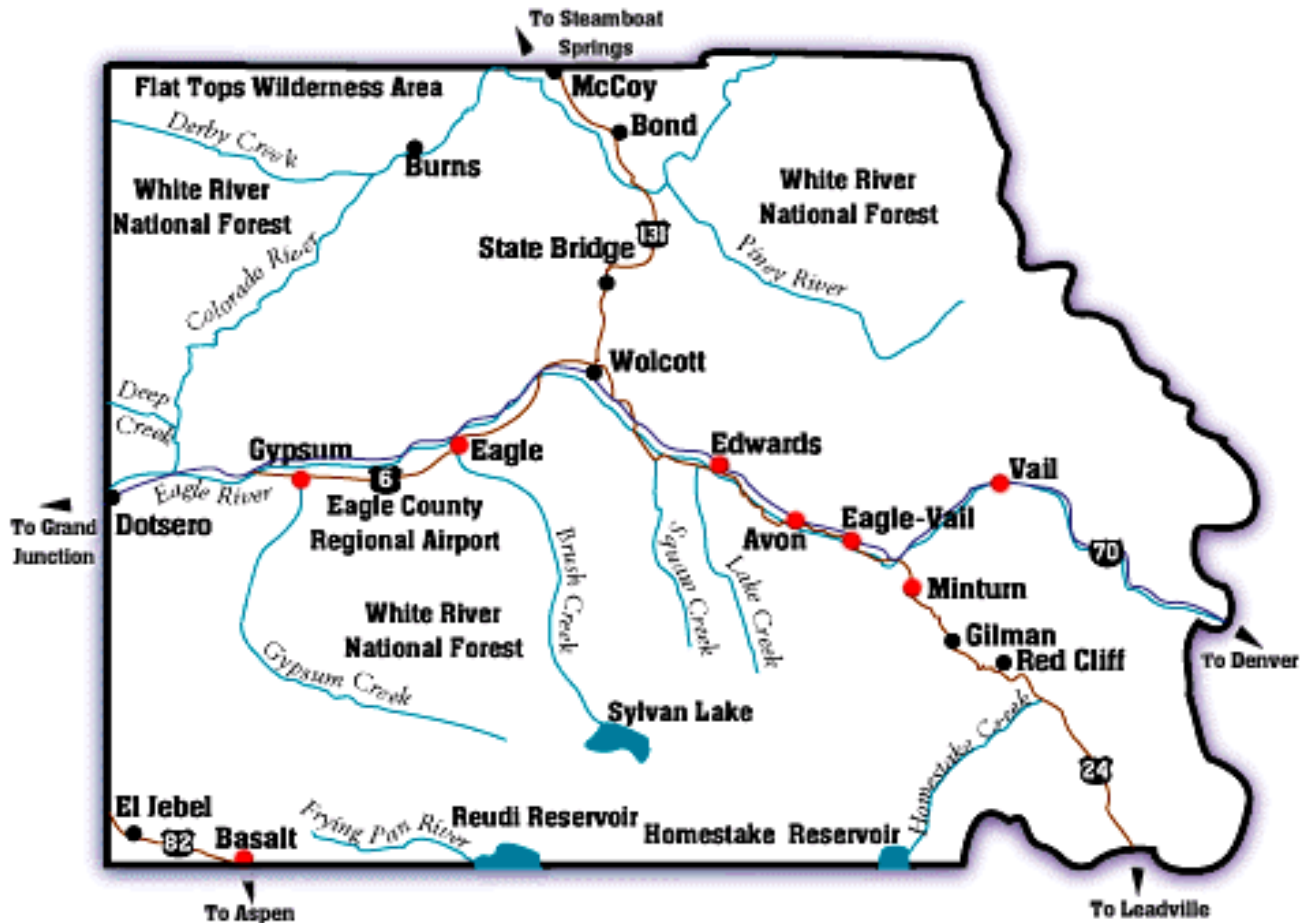 To Steamboat
Springs
Flat Tops Wilderness Area
McCoy
Derby Creek
Bond
Burns
White River
National Forest
White River
National Forest
State Bridge
131
Colorado River
Piney River
Wolcott
Deep
Creek
Gypsum
Eagle
Edwards
Vail
Eagle River
6
To Grand
Junction
Dotsero
Eagle County
Regional Airport
Avon
Eagle-Vail
70
Brush Creek
Squam Creek
Lake Creek
Minturn
White River
National Forest
Gilman
Red Cliff
To Denver
Gypsum Creek
Sylvan Lake
Homestake Creek
24
El Jebel
82
Basalt
Frying Pan River
Reudi Reservoir
Homestake Reservoir
To Aspen
To Leadville